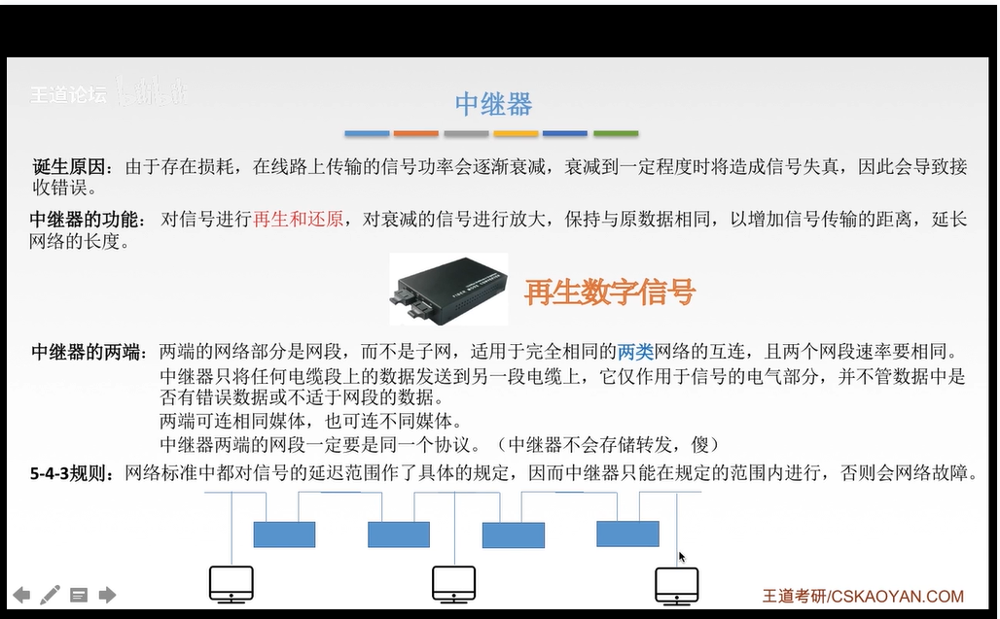 王道论坛
中继器
诞生原因：由于存在损耗，在线路上传输的信号功率会逐渐衰减，衰减到一定程度时将造成信号失真，因此会导致接
收错误。
中继器的功能： 对信号进行再生和还原，对衰减的信号进行放大，保持与原数据相同，以增加信号传输的距离，延长
网络的长度。
再生数字信号
中继器的两端：两端的网络部分是网段，而不是子网，适用于完全相同的两类网络的互连，且两个网段速率要相同。
中继器只将任何电缆段上的数据发送到另一段电缆上，它仅作用于信号的电气部分，并不管数据中是
否有错误数据或不适于网段的数据。
两端可连相同媒体，也可连不同媒体。
中继器两端的网段一定要是同一个协议。（中继器不会存储转发，傻）
5-4-3规则：网络标准中都对信号的延迟范围作了具体的规定，因而中继器只能在规定的范围内进行，否则会网络故障。
王道考研/CSKAOYAN.COM